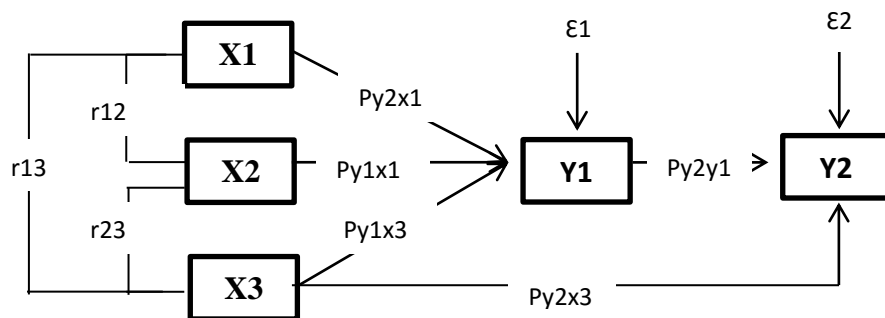 ε1
ε2
X1
Py2x1
r12
r13
X2
Py1x1
Y1
Py2y1
Y2
r23
Py1x3
X3
Py2x3